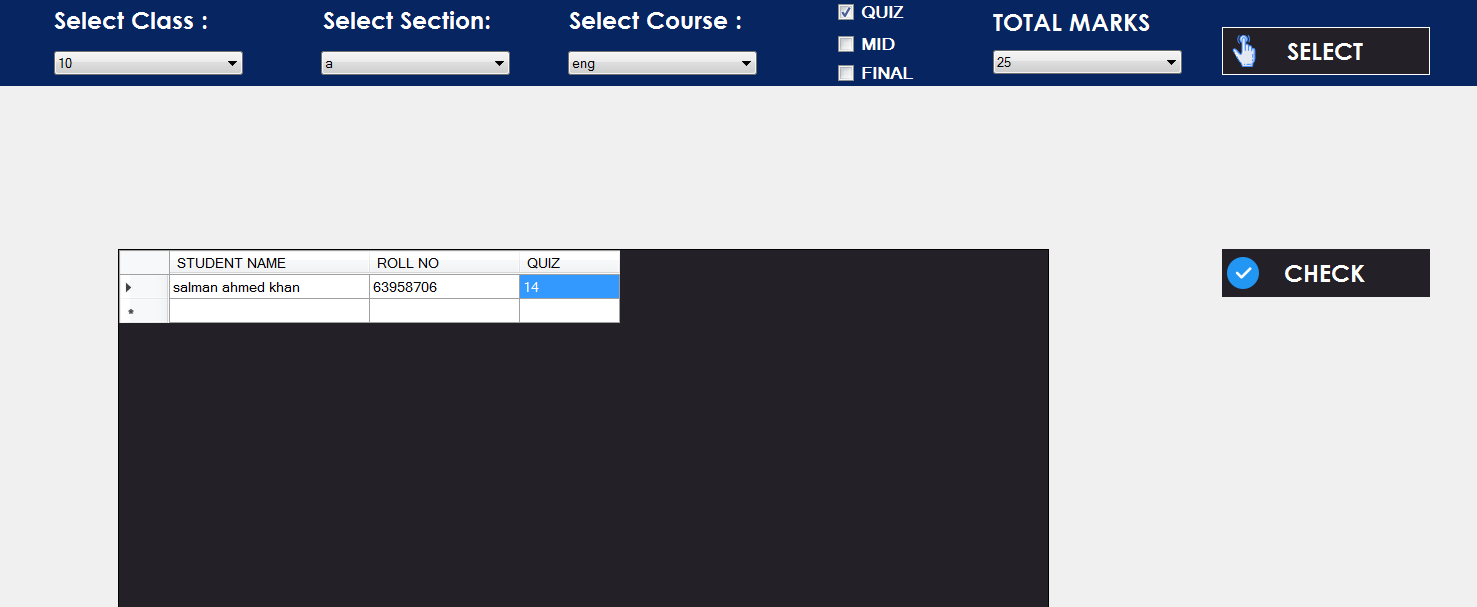 Select Class :
10
Select Section:
a
Select Course :
eng
QUIZ
MID
FINAL
TOTAL MARKS
25
SELECT
STUDENT NAME ROLL NO QUIZ
salman ahmed khan 63958706 14
*
CHECK